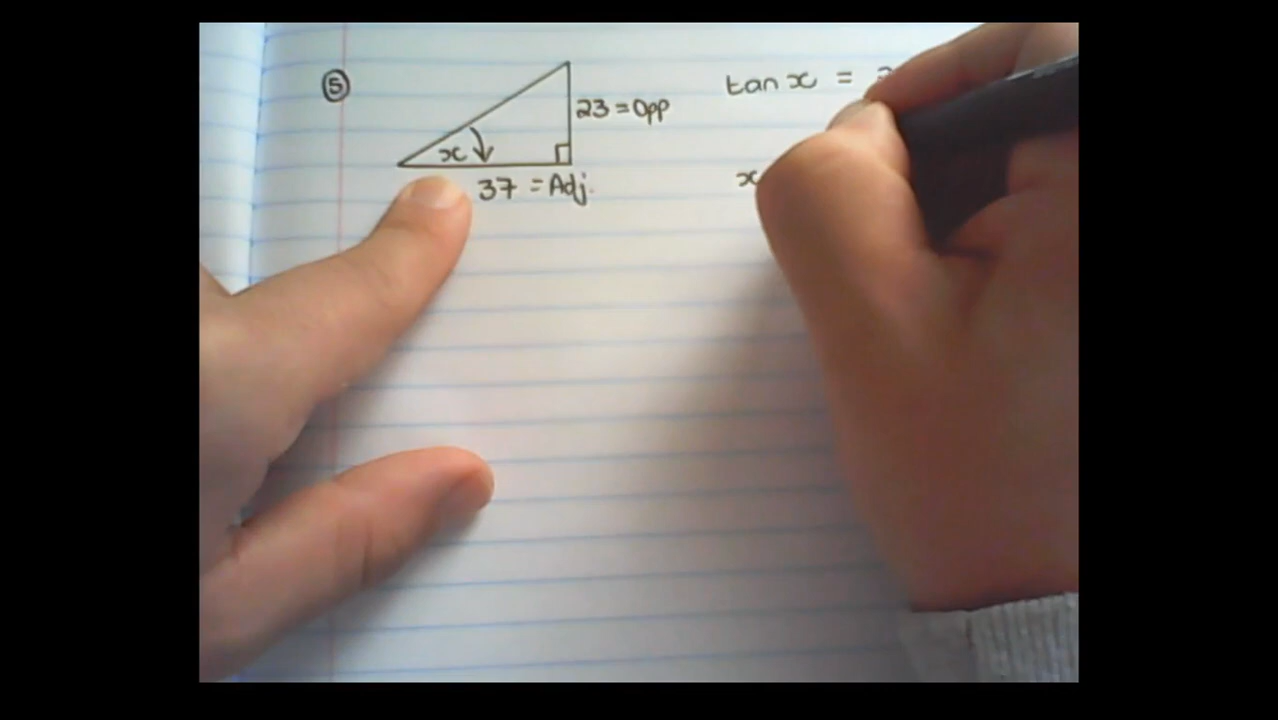 5
23 = Opp
x
37 = Adj.
tan x =
x